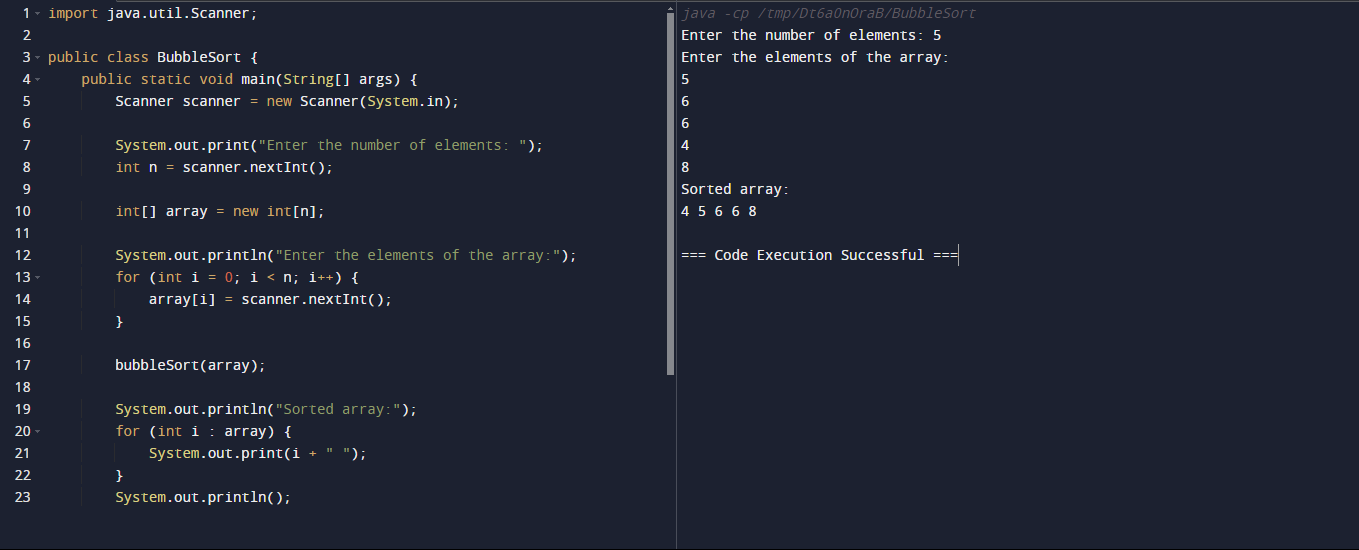 1 import java.util.Scanner;
2
3 public class BubbleSort {
4     public static void main(String[] args) {
5         Scanner scanner = new Scanner(System.in);
6
7         System.out.print("Enter the number of elements: ");
8         int n = scanner.nextInt();
9
10         int[] array = new int[n];
11
12         System.out.println("Enter the elements of the array:");
13         for (int i = 0; i < n; i++) {
14             array[i] = scanner.nextInt();
15         }
16
17         bubbleSort(array);
18
19         System.out.println("Sorted array:");
20         for (int i : array) {
21             System.out.print(i + " ");
22         }
23         System.out.println();
java -cp /tmp/Dt6aOnOraB/BubbleSort
Enter the number of elements: 5
Enter the elements of the array:
5
6
6
4
8
Sorted array:
4 5 6 6 8
=== Code Execution Successful ===